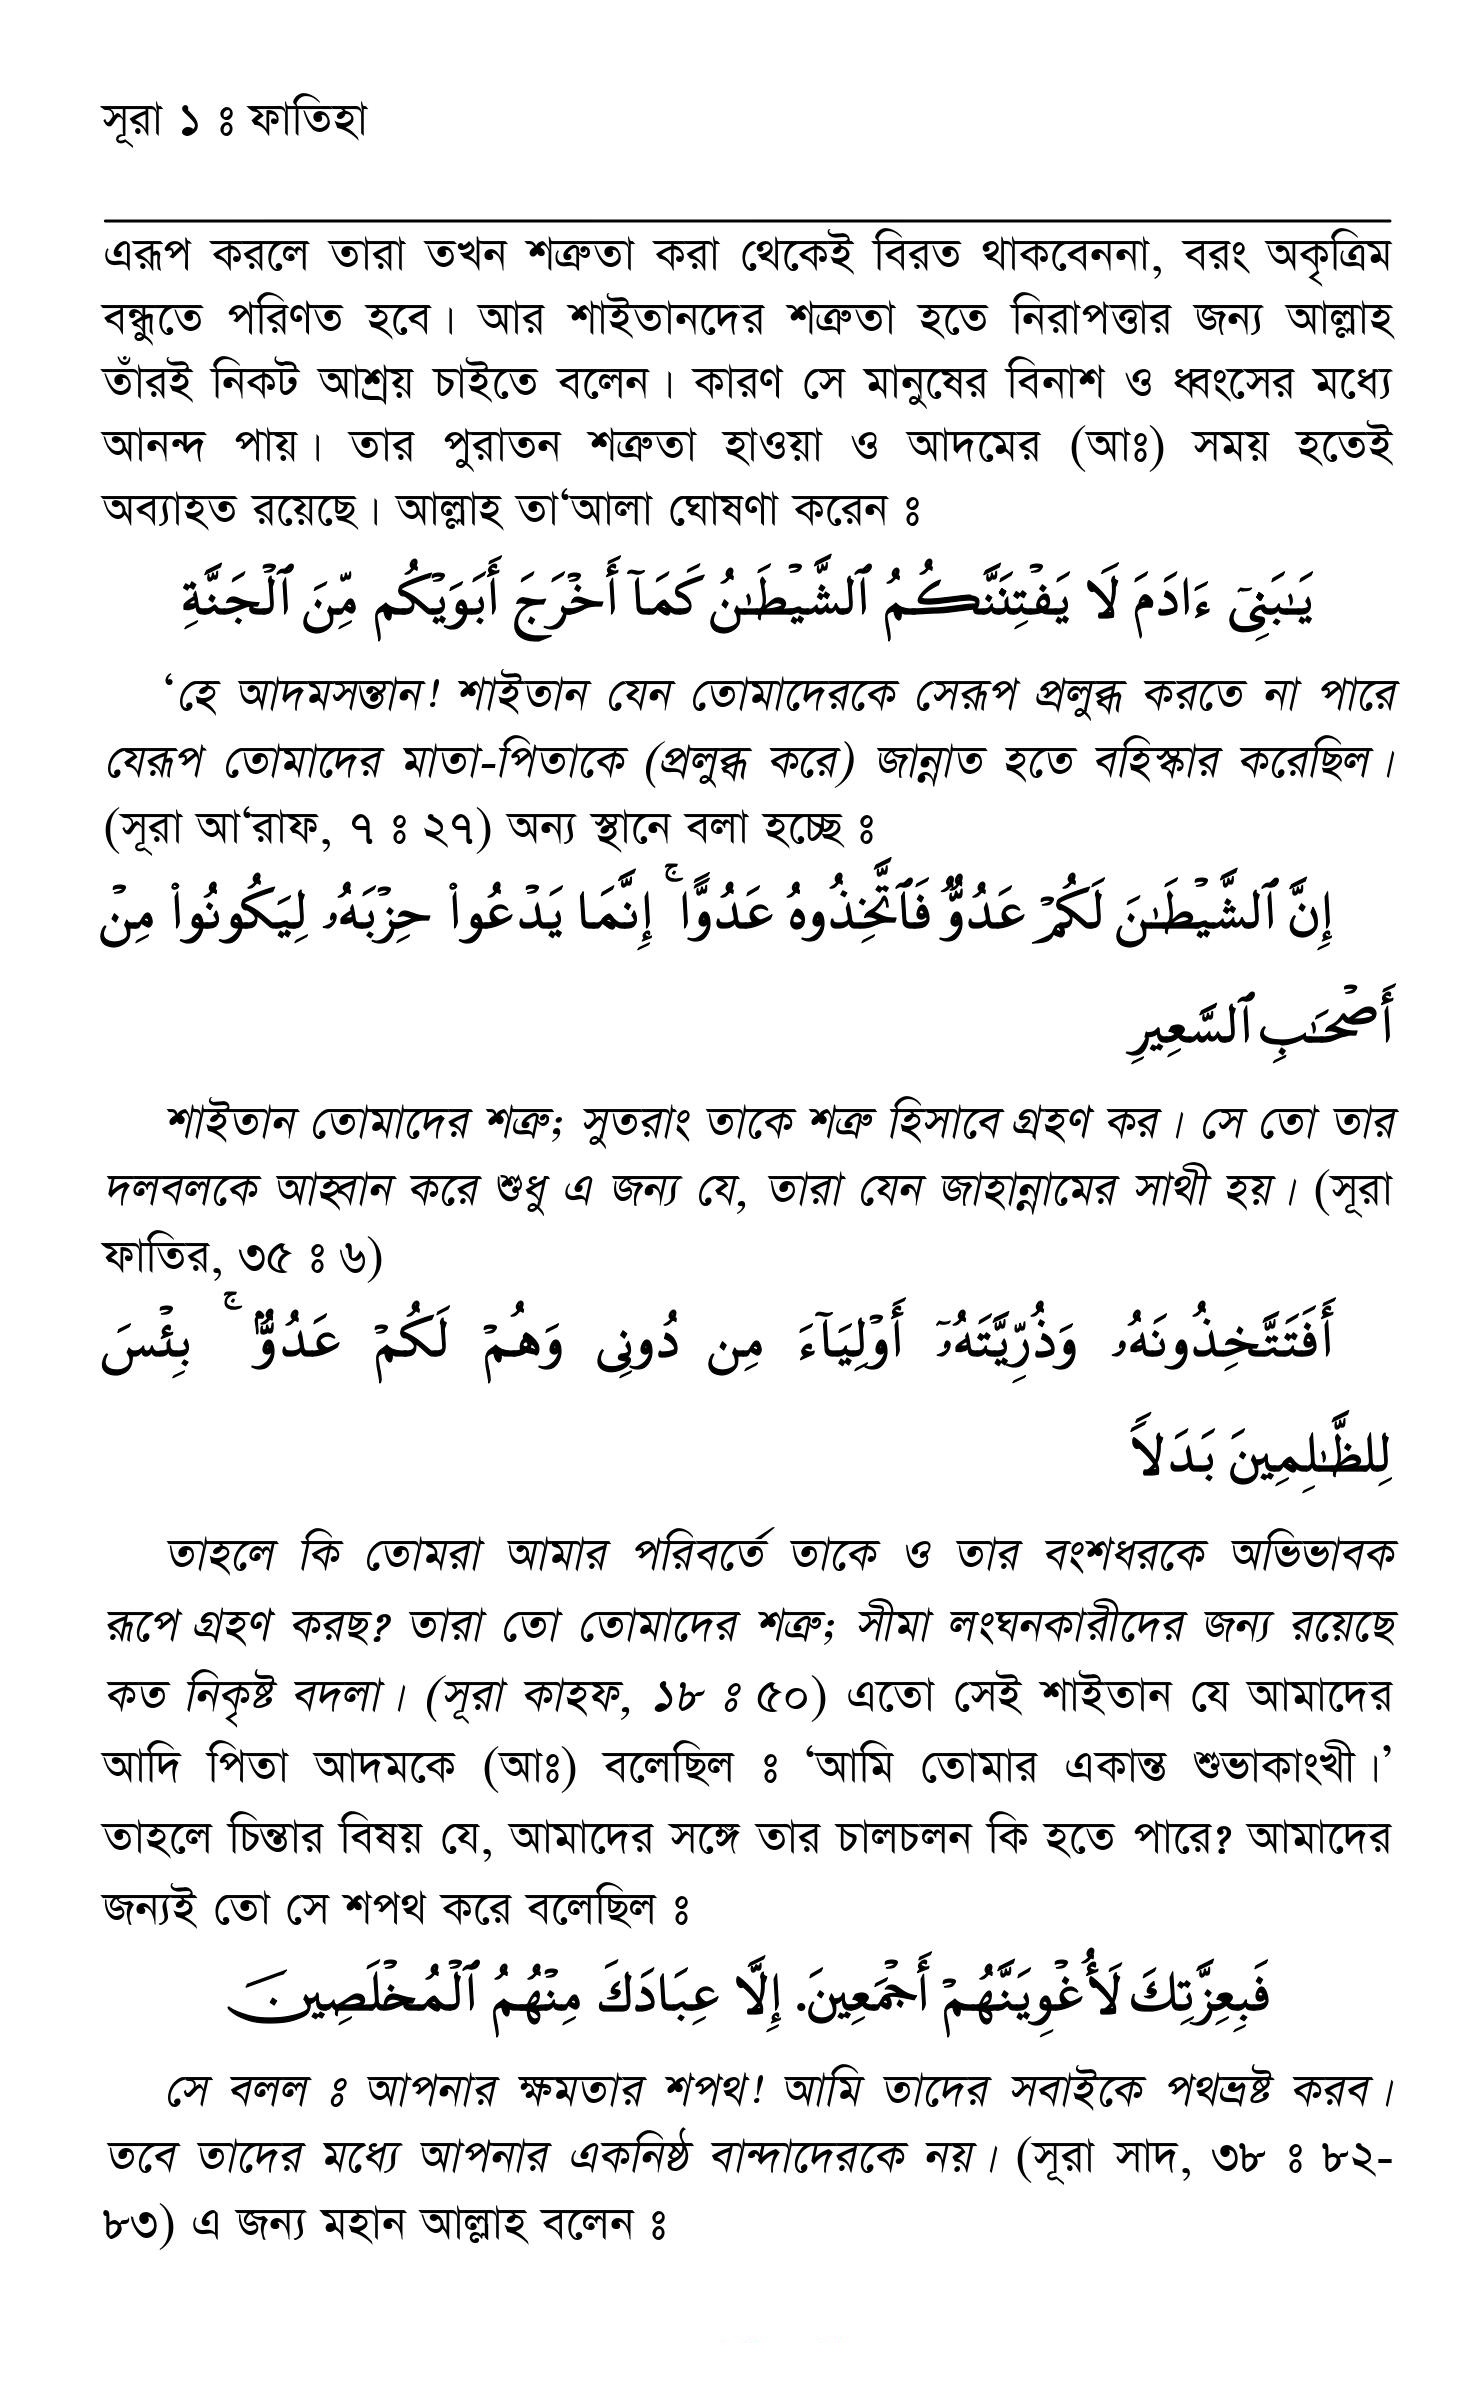 সূরা ১ ঃ ফাতিহা
এরূপ করলে তারা তখন শত্রুতা করা থেকেই বিরত থাকবেননা, বরং অকৃত্রিম
বন্ধুতে পরিণত হবে। আর শাইতানদের শত্রুতা হতে নিরাপত্তার জন্য আল্লাহ
তাঁরই নিকট আশ্রয় চাইতে বলেন। কারণ সে মানুষের বিনাশ ও ধ্বংসের মধ্যে
আনন্দ পায়। তার পুরাতন শত্রুতা হাওয়া ও আদমের (আঃ) সময় হতেই
অব্যাহত রয়েছে। আল্লাহ তা‘আলা ঘোষণা করেন ঃ
يَـٰبَنِىٓ ءَادَمَ لَا يَفْتِنَنَّكُمُ ٱلشَّيْطَـٰنُ كَمَآ أَخْرَجَ أَبَوَيْكُم مِّنَ ٱلْجَنَّةِ
‘হে আদমসন্তান! শাইতান যেন তোমাদেরকে সেরূপ প্রলুব্ধ করতে না পারে
যেরূপ তোমাদের মাতা-পিতাকে (প্রলুব্ধ করে) জান্নাত হতে বহিস্কার করেছিল।
(সূরা আ‘রাফ, ৭ ঃ ২৭) অন্য স্থানে বলা হচ্ছে ঃ
إِنَّ ٱلشَّيْطَـٰنَ لَكُمْ عَدُوٌّ فَٱتَّخِذُوهُ عَدُوًّا ۚ إِنَّمَا يَدْعُوا۟ حِزْبَهُۥ لِيَكُونُوا۟ مِنْ
أَصْحَـٰبِ ٱلسَّعِيرِ
শাইতান তোমাদের শত্রু; সুতরাং তাকে শত্রু হিসাবে গ্রহণ কর। সে তো তার
দলবলকে আহ্বান করে শুধু এ জন্য যে, তারা যেন জাহান্নামের সাথী হয়। (সূরা
ফাতির, ৩৫ ঃ ৬)
أَفَتَتَّخِذُونَهُۥ وَذُرِّيَّتَهُۥٓ أَوْلِيَآءَ مِن دُونِى وَهُمْ لَكُمْ عَدُوٌّۢ ۚ بِئْسَ
لِلظَّـٰلِمِينَ بَدَلاً
তাহলে কি তোমরা আমার পরিবর্তে তাকে ও তার বংশধরকে অভিভাবক
রূপে গ্রহণ করছ? তারা তো তোমাদের শত্রু; সীমা লংঘনকারীদের জন্য রয়েছে
কত নিকৃষ্ট বদলা। (সূরা কাহফ, ১৮ ঃ ৫০) এতো সেই শাইতান যে আমাদের
আদি পিতা আদমকে (আঃ) বলেছিল ঃ ‘আমি তোমার একান্ত শুভাকাংখী।’
তাহলে চিন্তার বিষয় যে, আমাদের সঙ্গে তার চালচলন কি হতে পারে? আমাদের
জন্যই তো সে শপথ করে বলেছিল ঃ
فَبِعِزَّتِكَ لَأُغْوِيَنَّهُمْ أَجْمَعِينَ. إِلَّا عِبَادَكَ مِنْهُمُ ٱلْمُخْلَصِينَ
সে বলল ঃ আপনার ক্ষমতার শপথ! আমি তাদের সবাইকে পথভ্রষ্ট করব।
তবে তাদের মধ্যে আপনার একনিষ্ঠ বান্দাদেরকে নয়। (সূরা সাদ, ৩৮ ঃ ৮২-
৮৩) এ জন্য মহান আল্লাহ বলেন ঃ